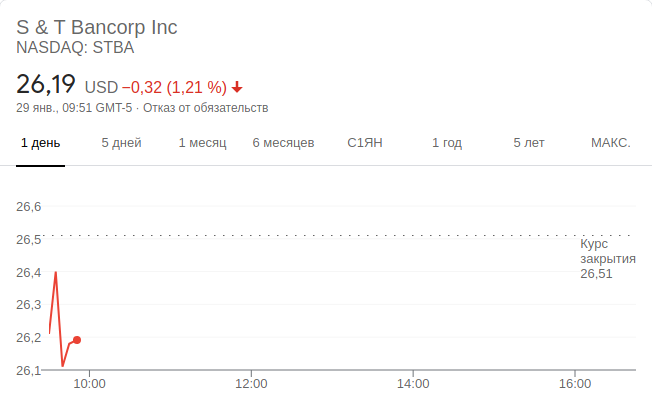 S & T Bancorp Inc
NASDAQ: STBA
26,19 USD −0,32 (1,21 %)
29 янв., 09:51 GMT-5 · Отказ от обязательств
1 день 5 дней 1 месяц 6 месяцев С1ЯН 1 год 5 лет МАКС.
26,6
26,5
Курс
закрытия
26,51
26,4
26,3
26,2
26,1
10:00 12:00 14:00 16:00